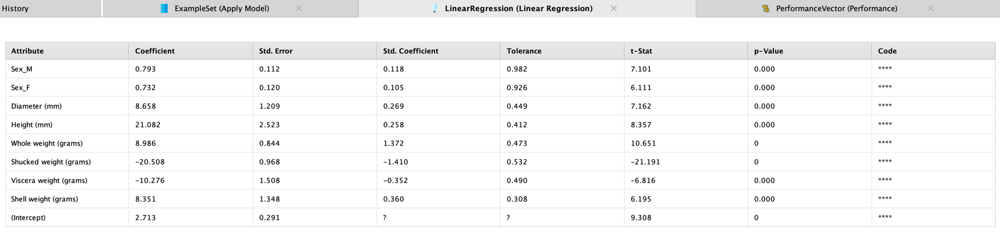 History ExampleSet (Apply Model) LinearRegression (Linear Regression) PerformanceVector (Performance)
Attribute Coefficient Std. Error Std. Coefficient Tolerance t-Stat p-Value Code
Sex_M 0.793 0.112 0.118 0.982 7.101 0.000 ****
Sex_F 0.732 0.120 0.105 0.926 6.111 0.000 ****
Diameter (mm) 8.658 1.209 0.269 0.449 7.162 0.000 ****
Height (mm) 21.082 2.523 0.258 0.412 8.357 0.000 ****
Whole weight (grams) 8.986 0.844 1.372 0.473 10.651 0 ****
Shucked weight (grams) -20.508 0.968 -1.410 0.532 -21.191 0 ****
Viscera weight (grams) -10.276 1.508 -0.352 0.490 -6.816 0.000 ****
Shell weight (grams) 8.351 1.348 0.360 0.308 6.195 0.000 ****
(Intercept) 2.713 0.291 ? ? 9.308 0 ****